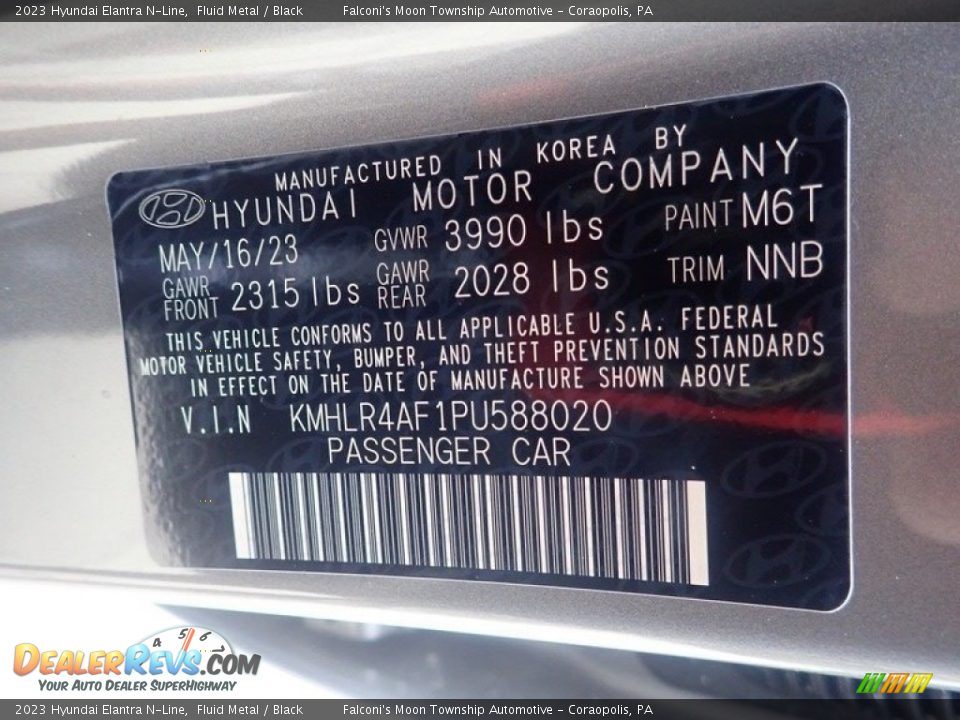 2023 Hyundai Elantra N-Line, Fluid Metal / Black Falconi's Moon Township Automotive - Coraopolis, PA
MANUFACTURED IN KOREA BY
HYUNDAI MOTOR COMPANY
MAY/16/23 GVWR 3990 lbs PAINT M6T
GAWR FRONT 2315 lbs GAWR REAR 2028 lbs TRIM NNB
THIS VEHICLE CONFORMS TO ALL APPLICABLE U.S.A. FEDERAL
MOTOR VEHICLE SAFETY, BUMPER, AND THEFT PREVENTION STANDARDS
IN EFFECT ON THE DATE OF MANUFACTURE SHOWN ABOVE
V.I.N KMHLR4AF1PU588020
PASSENGER CAR
4 5 6
DEALERREVS.COM
YOUR AUTO DEALER SUPERHIGHWAY
2023 Hyundai Elantra N-Line, Fluid Metal / Black Falconi's Moon Township Automotive - Coraopolis, PA